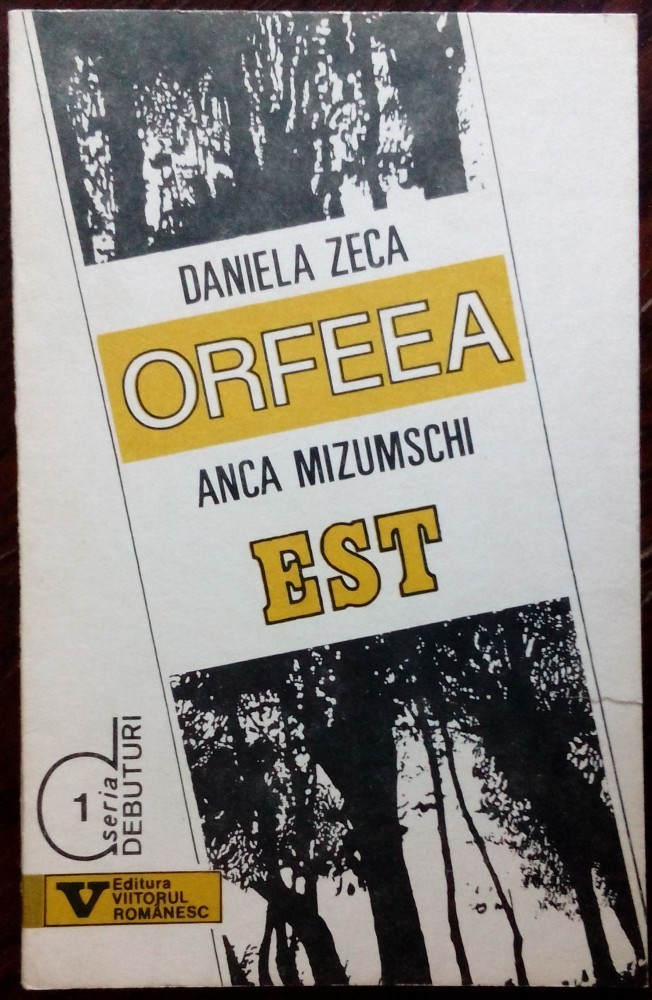 DANIELA ZECA
ORFEEA
ANCA MIZUMSCHI
EST
1
seria
DEBUTURI
V
Editura
VIITORUL
ROMÂNESC